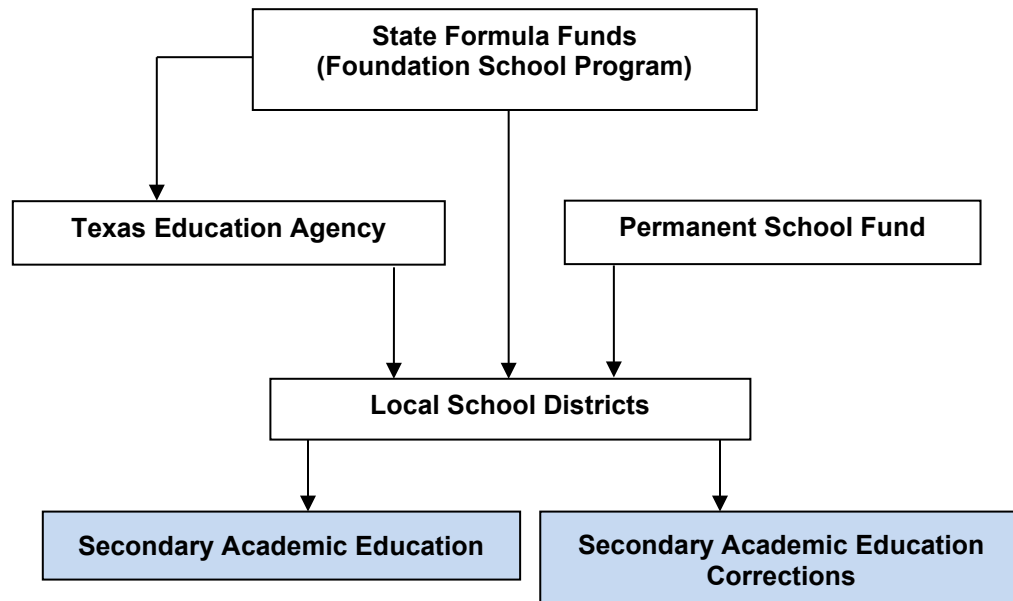 State Formula Funds
(Foundation School Program)
Texas Education Agency
Permanent School Fund
Local School Districts
Secondary Academic Education
Secondary Academic Education
Corrections